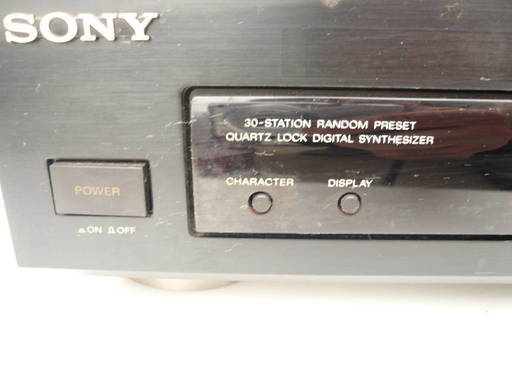 SONY
30-STATION RANDOM PRESET
QUARTZ LOCK DIGITAL SYNTHESIZER
CHARACTER DISPLAY
POWER
ON OFF